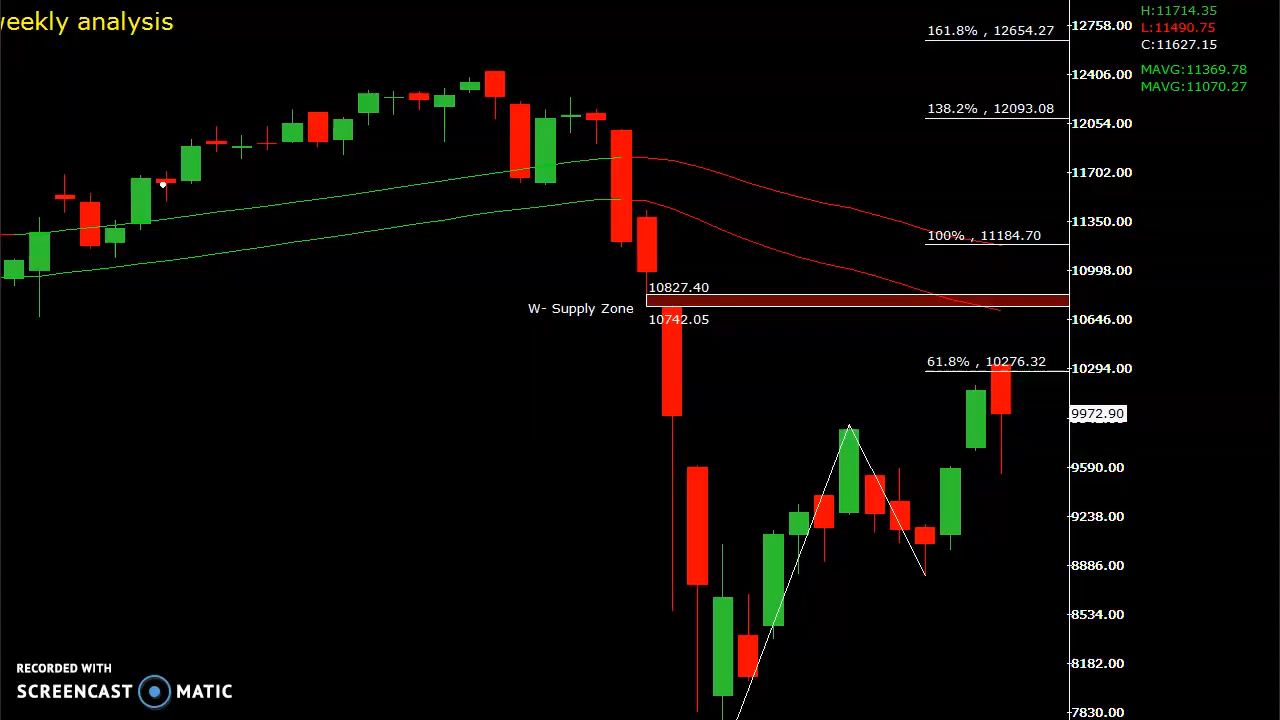 weekly analysis
H:11714.35
L:11490.75
C:11627.15
MAVG:11369.78
MAVG:11070.27
161.8% , 12654.27
138.2% , 12093.08
100% , 11184.70
10827.40
W- Supply Zone
10742.05
61.8% , 10276.32
12758.00
12406.00
12054.00
11702.00
11350.00
10998.00
10646.00
10294.00
9972.90
9590.00
9238.00
8886.00
8534.00
8182.00
7830.00
RECORDED WITH
SCREENCAST MATIC